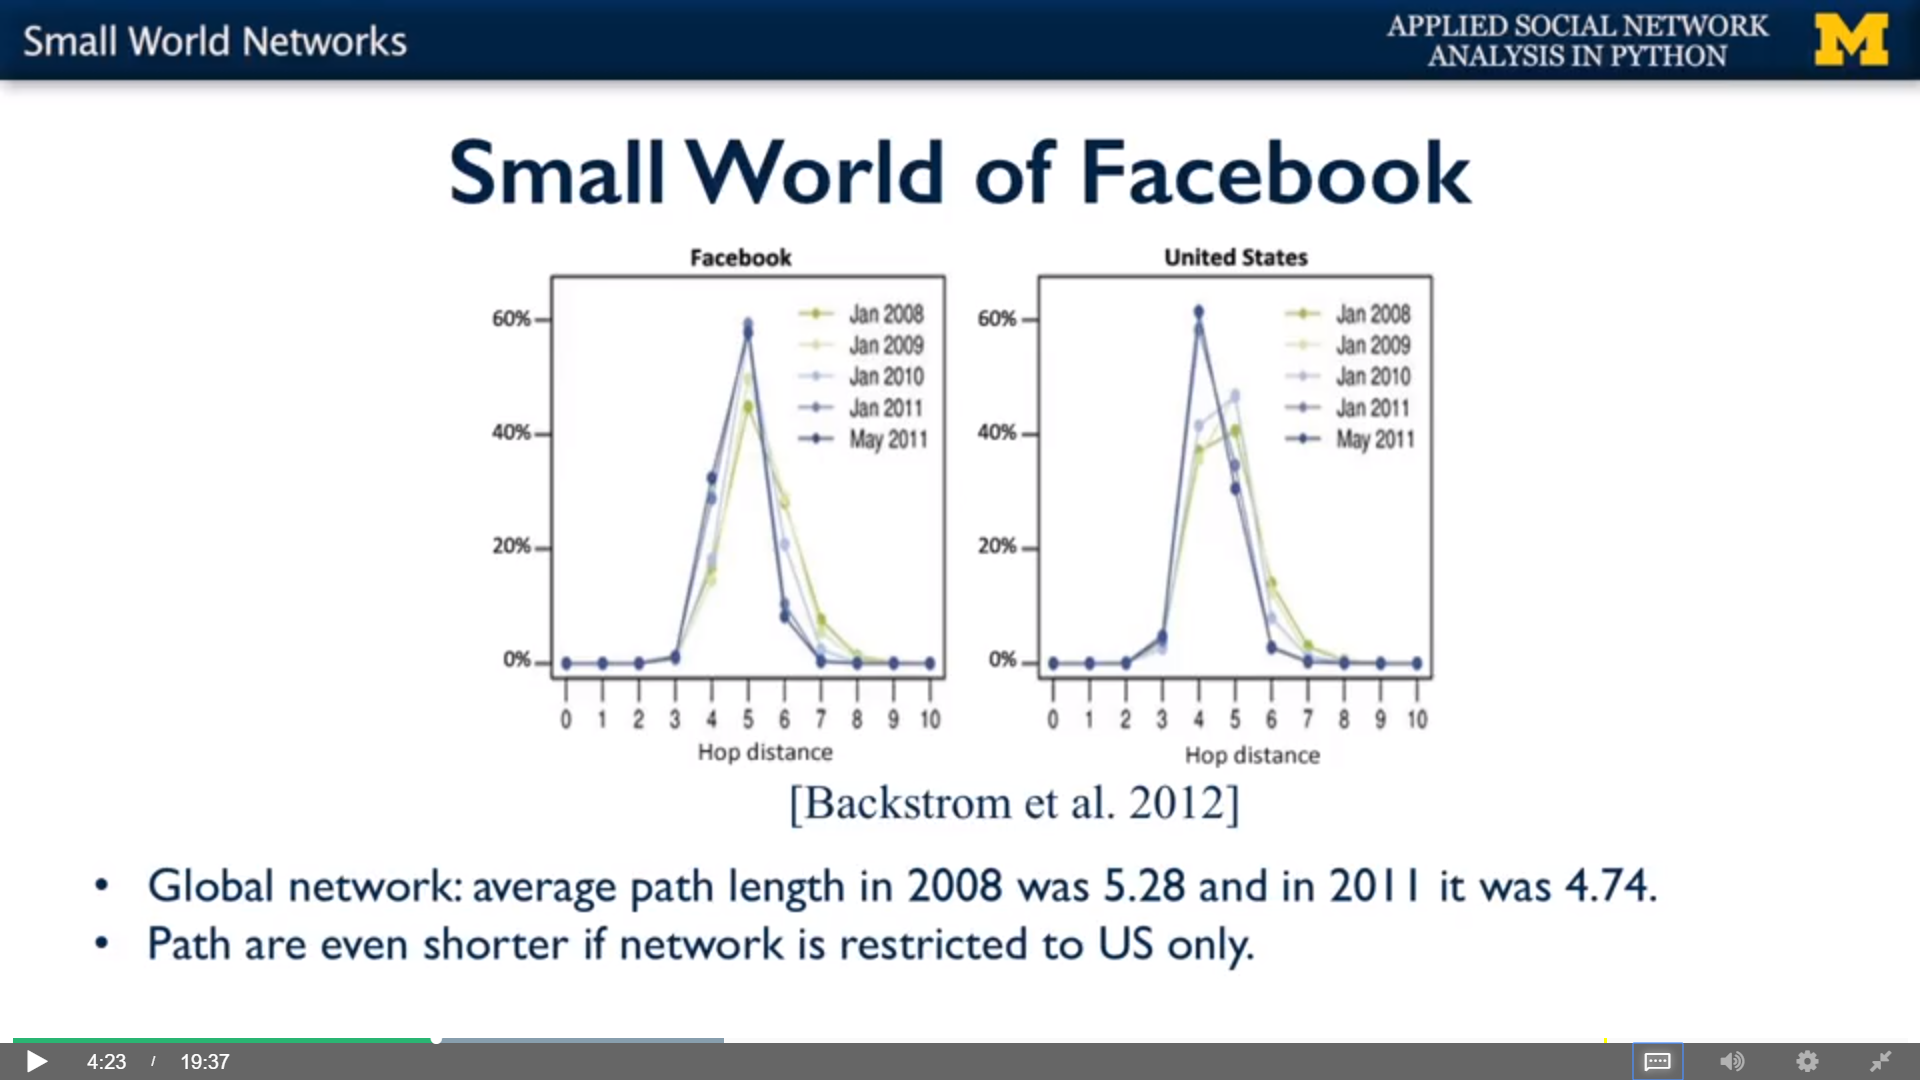 Small World Networks
APPLIED SOCIAL NETWORK
ANALYSIS IN PYTHON
M
Small World of Facebook
Facebook
60%
40%
20%
0%
Jan 2008
Jan 2009
Jan 2010
Jan 2011
May 2011
0 1 2 3 4 5 6 7 8 9 10
Hop distance
United States
60%
40%
20%
0%
Jan 2008
Jan 2009
Jan 2010
Jan 2011
May 2011
0 1 2 3 4 5 6 7 8 9 10
Hop distance
[Backstrom et al. 2012]
• Global network: average path length in 2008 was 5.28 and in 2011 it was 4.74.
• Path are even shorter if network is restricted to US only.
4:23 / 19:37